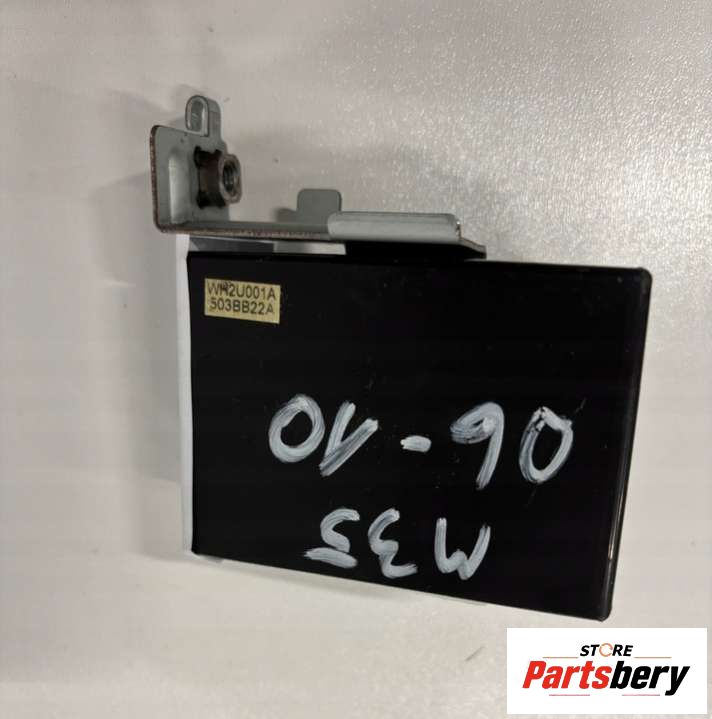 WH2U001A
503BB22A
M35
06-10
STORE
Partsbery